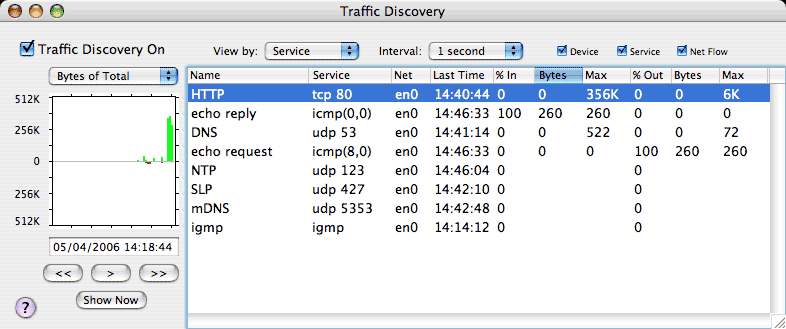 Traffic Discovery
Traffic Discovery On View by: Service Interval: 1 second Device Service Net Flow
Bytes of Total
512K
256K
0
256K
512K
05/04/2006 14:18:44
<< > >>
Show Now
?
Name Service Net Last Time % In Bytes Max % Out Bytes Max
HTTP tcp 80 en0 14:40:44 0 0 356K 0 0 6K
echo reply icmp(0,0) en0 14:46:33 100 260 260 0 0 0
DNS udp 53 en0 14:41:14 0 0 522 0 0 72
echo request icmp(8,0) en0 14:46:33 0 0 0 100 260 260
NTP udp 123 en0 14:46:04 0 0
SLP udp 427 en0 14:42:10 0 0
mDNS udp 5353 en0 14:42:48 0 0
igmp igmp en0 14:14:12 0 0